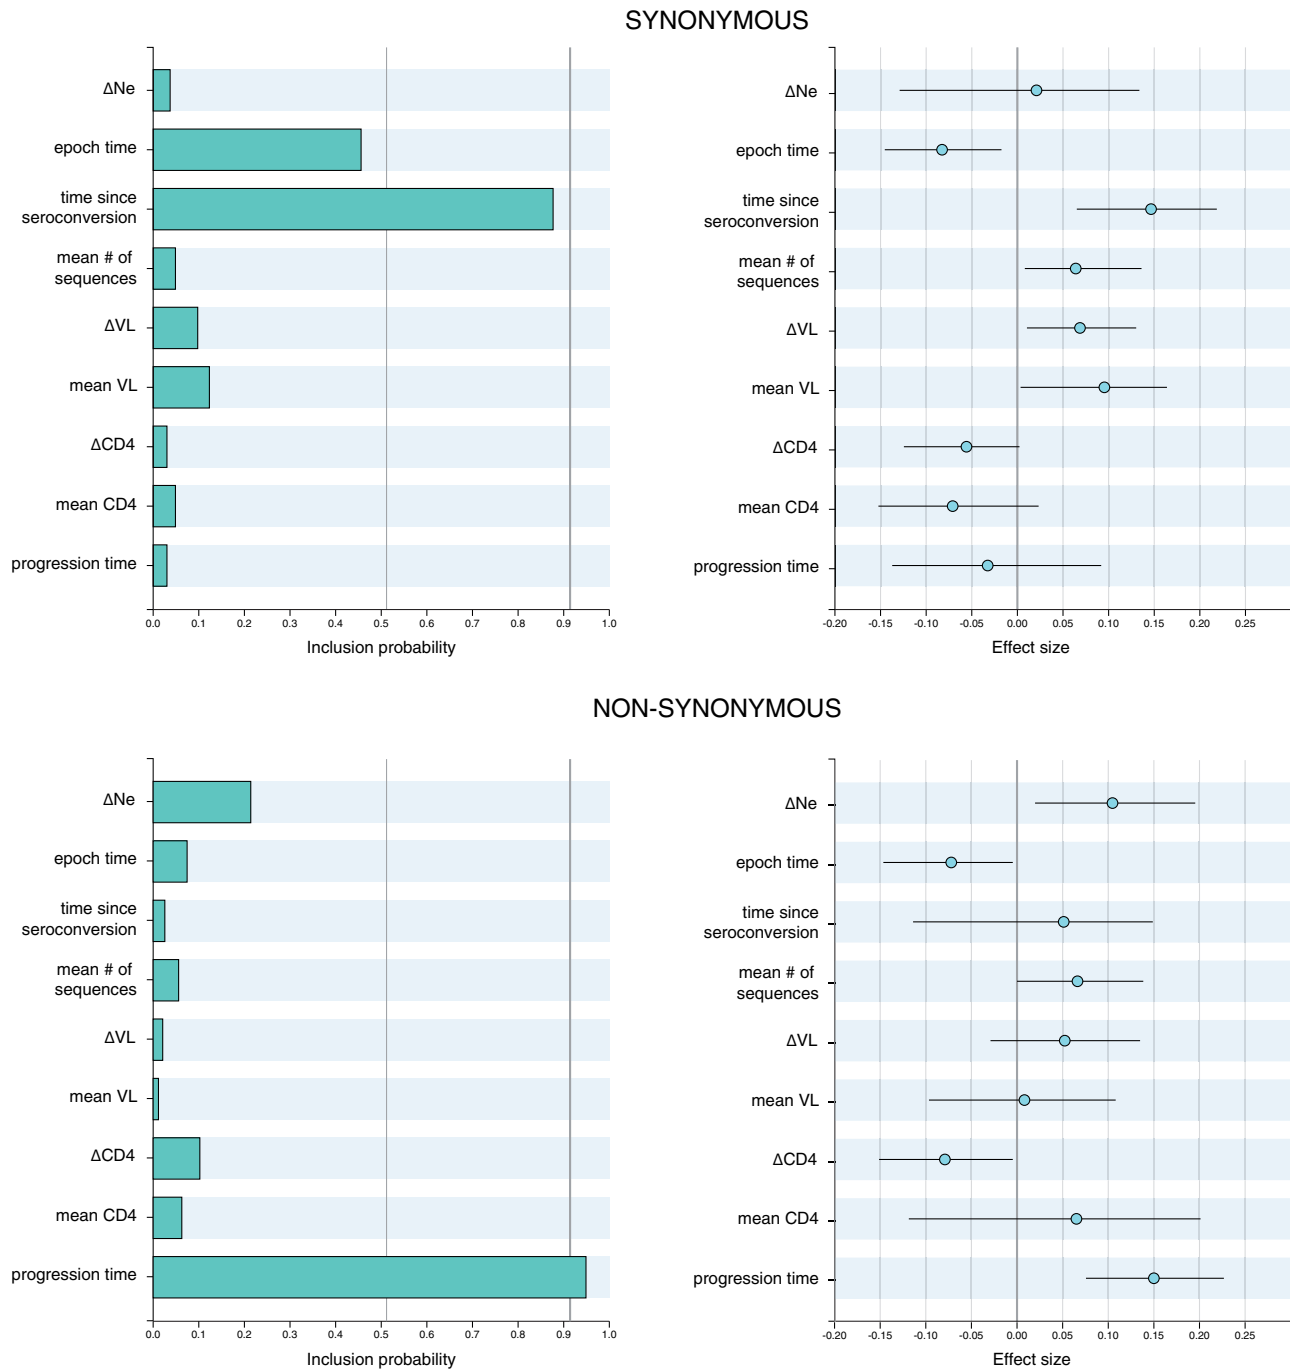 SYNONYMOUS
ΔNe
epoch time
time since
seroconversion
mean # of
sequences
ΔVL
mean VL
ΔCD4
mean CD4
progression time
0.0 0.1 0.2 0.3 0.4 0.5 0.6 0.7 0.8 0.9 1.0
Inclusion probability
ΔNe
epoch time
time since
seroconversion
mean # of
sequences
ΔVL
mean VL
ΔCD4
mean CD4
progression time
-0.20 -0.15 -0.10 -0.05 0.00 0.05 0.10 0.15 0.20 0.25
Effect size
NON-SYNONYMOUS
ΔNe
epoch time
time since
seroconversion
mean # of
sequences
ΔVL
mean VL
ΔCD4
mean CD4
progression time
0.0 0.1 0.2 0.3 0.4 0.5 0.6 0.7 0.8 0.9 1.0
Inclusion probability
ΔNe
epoch time
time since
seroconversion
mean # of
sequences
ΔVL
mean VL
ΔCD4
mean CD4
progression time
-0.20 -0.15 -0.10 -0.05 0.00 0.05 0.10 0.15 0.20 0.25
Effect size